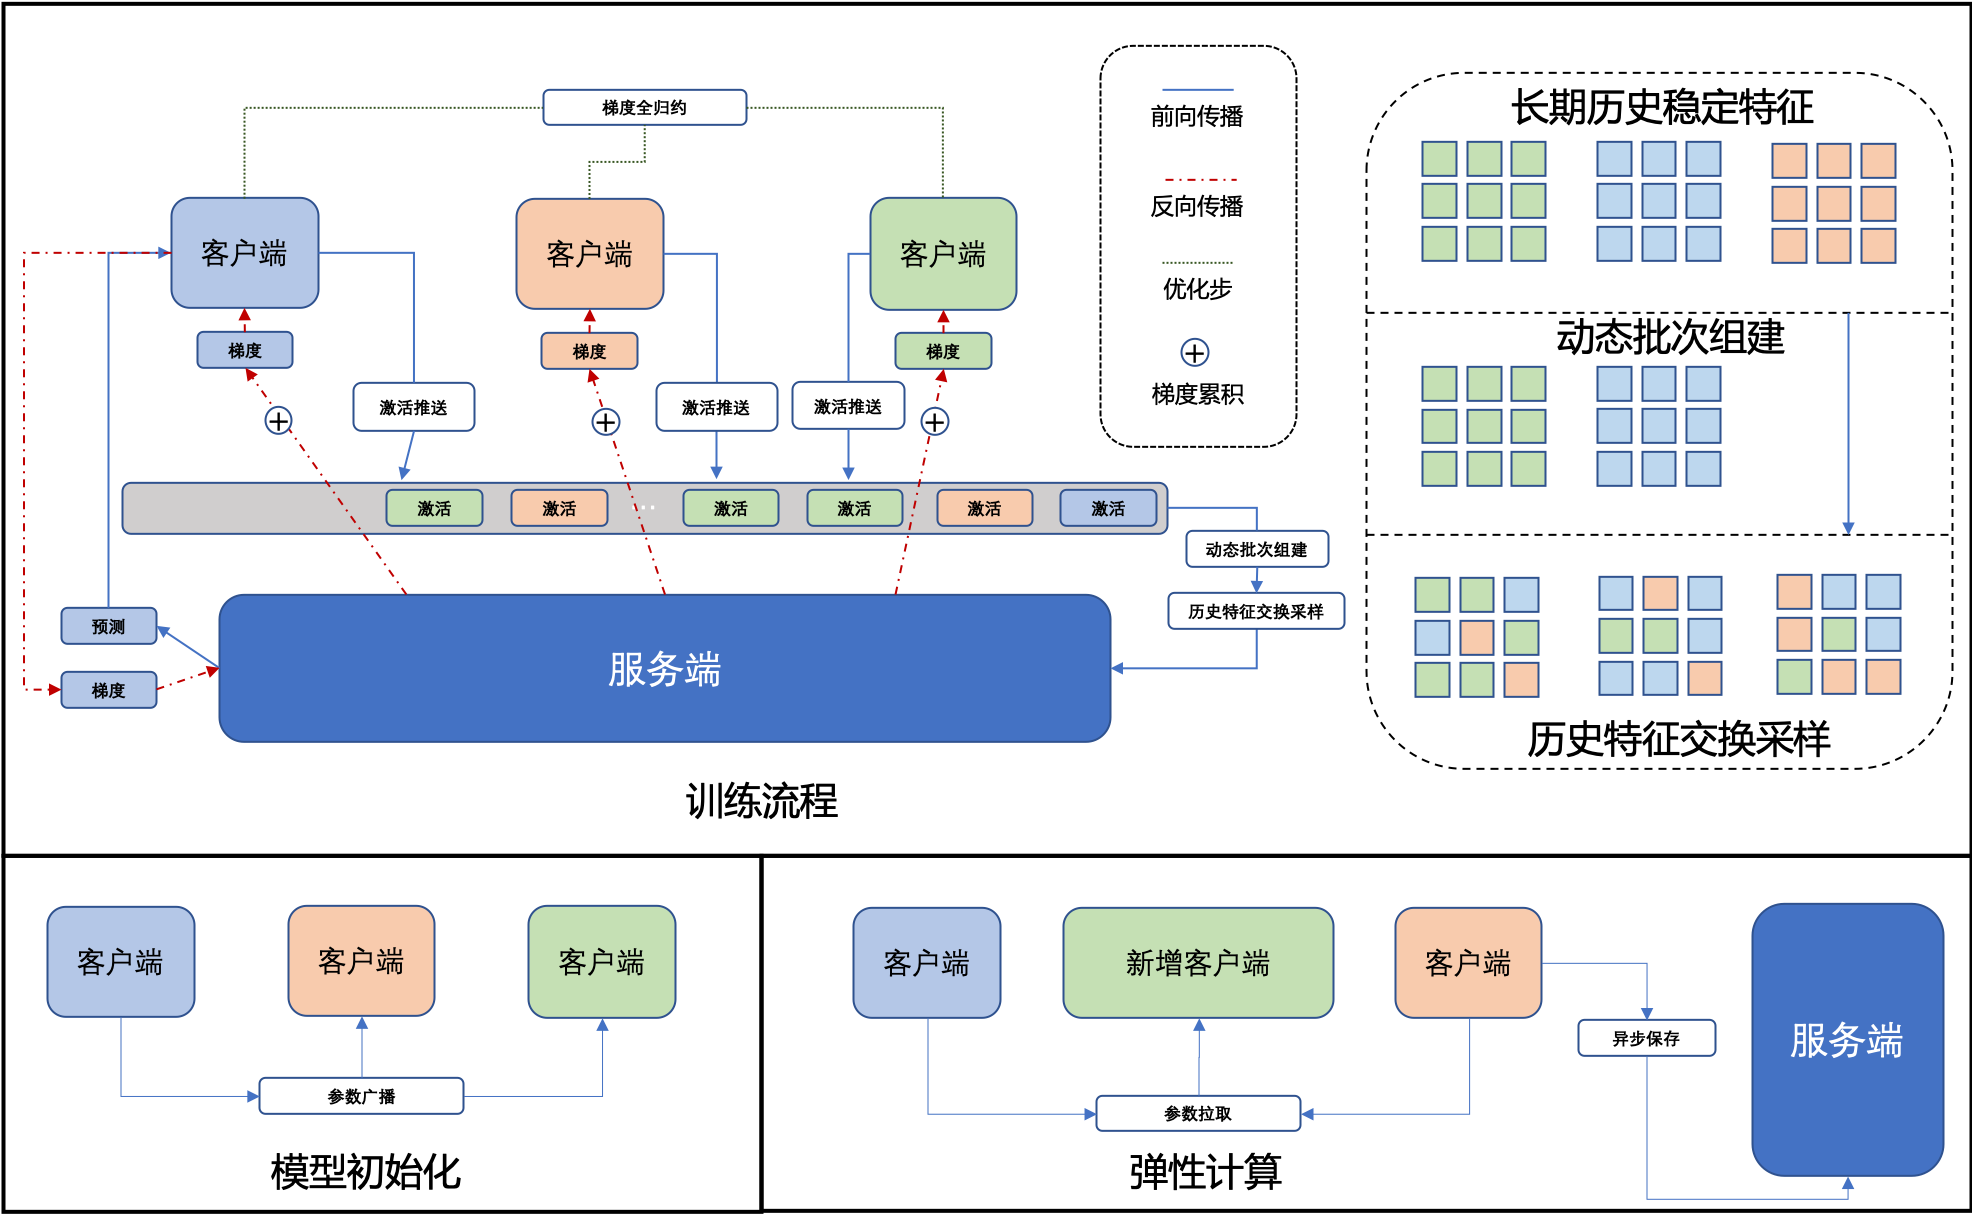 梯度全归约
客户端
客户端
客户端
梯度
梯度
梯度
激活推送
激活推送
激活推送
激活
激活
…
激活
激活
激活
激活
动态批次组建
历史特征交换采样
预测
梯度
服务端
训练流程
前向传播
反向传播
优化步
梯度累积
长期历史稳定特征
动态批次组建
历史特征交换采样
客户端
客户端
客户端
参数广播
模型初始化
客户端
新增客户端
客户端
异步保存
服务端
参数拉取
弹性计算